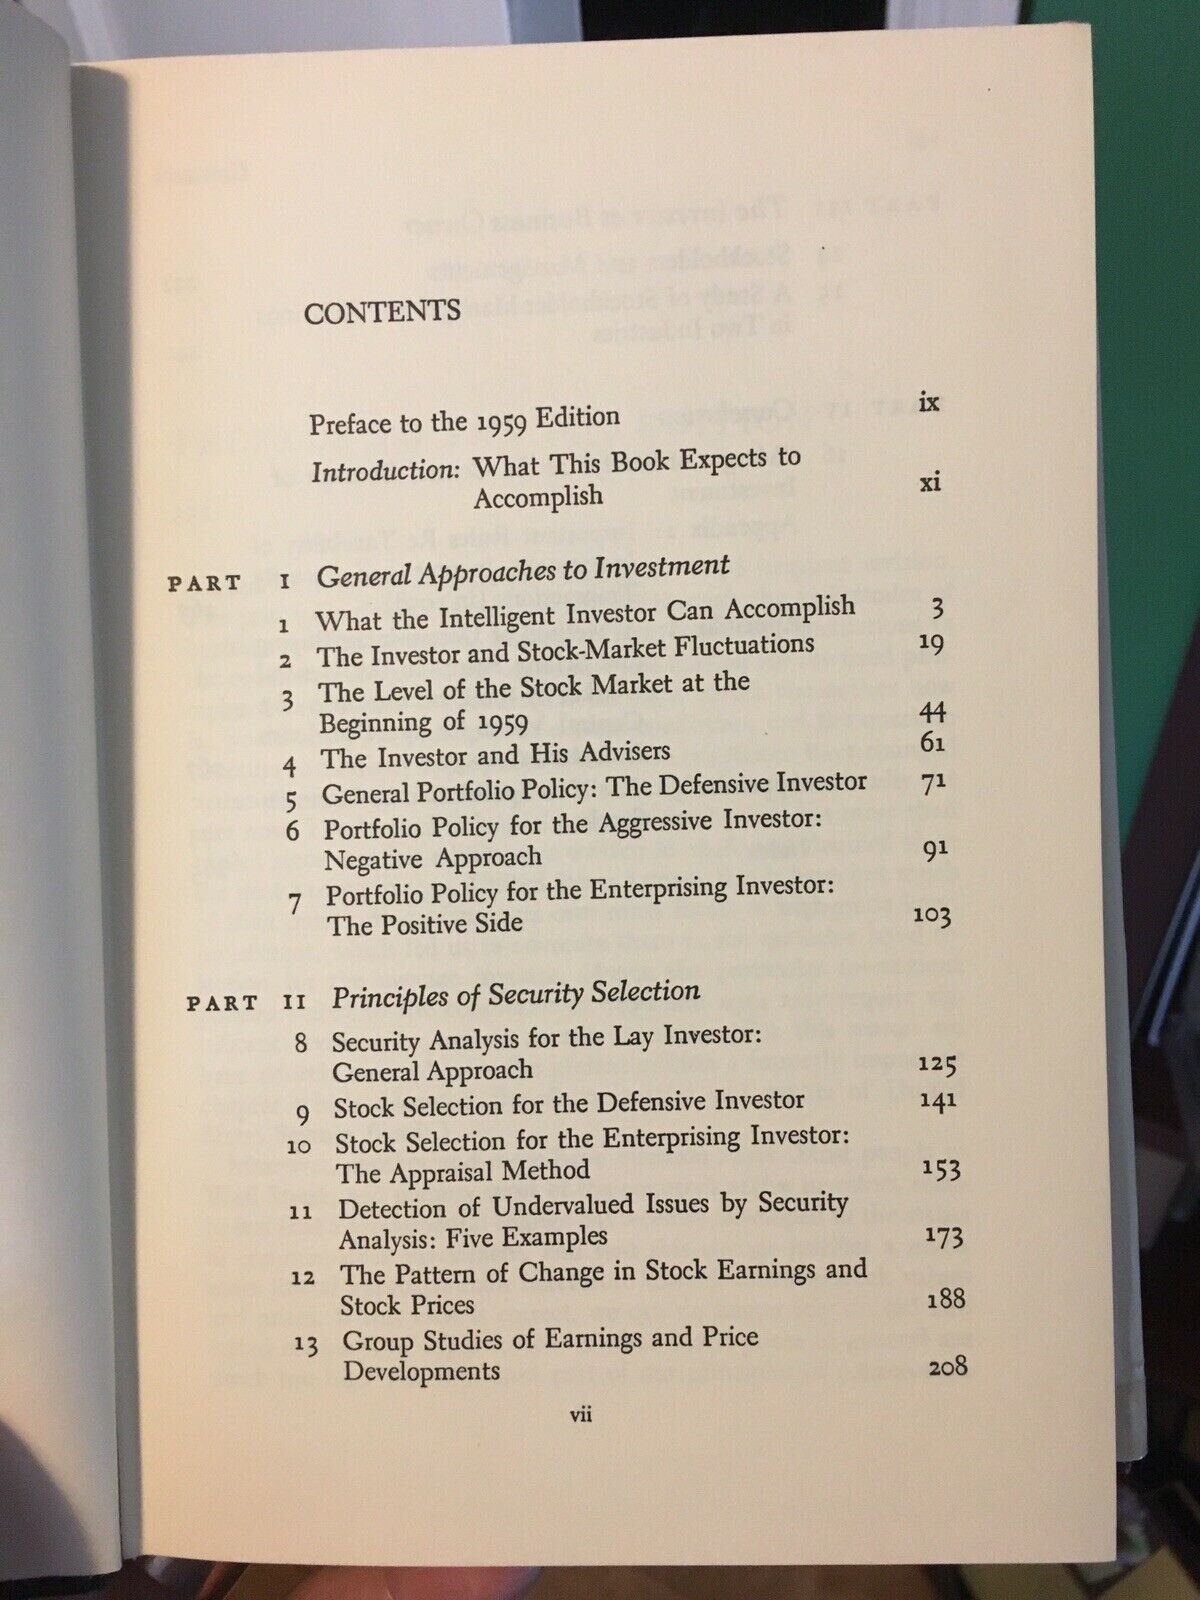 CONTENTS
Preface to the 1959 Edition ix
Introduction: What This Book Expects to
Accomplish xi
PART I General Approaches to Investment
1 What the Intelligent Investor Can Accomplish 3
2 The Investor and Stock-Market Fluctuations 19
3 The Level of the Stock Market at the
Beginning of 1959 44
4 The Investor and His Advisers 61
5 General Portfolio Policy: The Defensive Investor 71
6 Portfolio Policy for the Aggressive Investor:
Negative Approach 91
7 Portfolio Policy for the Enterprising Investor:
The Positive Side 103
PART II Principles of Security Selection
8 Security Analysis for the Lay Investor:
General Approach 125
9 Stock Selection for the Defensive Investor 141
10 Stock Selection for the Enterprising Investor:
The Appraisal Method 153
11 Detection of Undervalued Issues by Security
Analysis: Five Examples 173
12 The Pattern of Change in Stock Earnings and
Stock Prices 188
13 Group Studies of Earnings and Price
Developments 208
vii